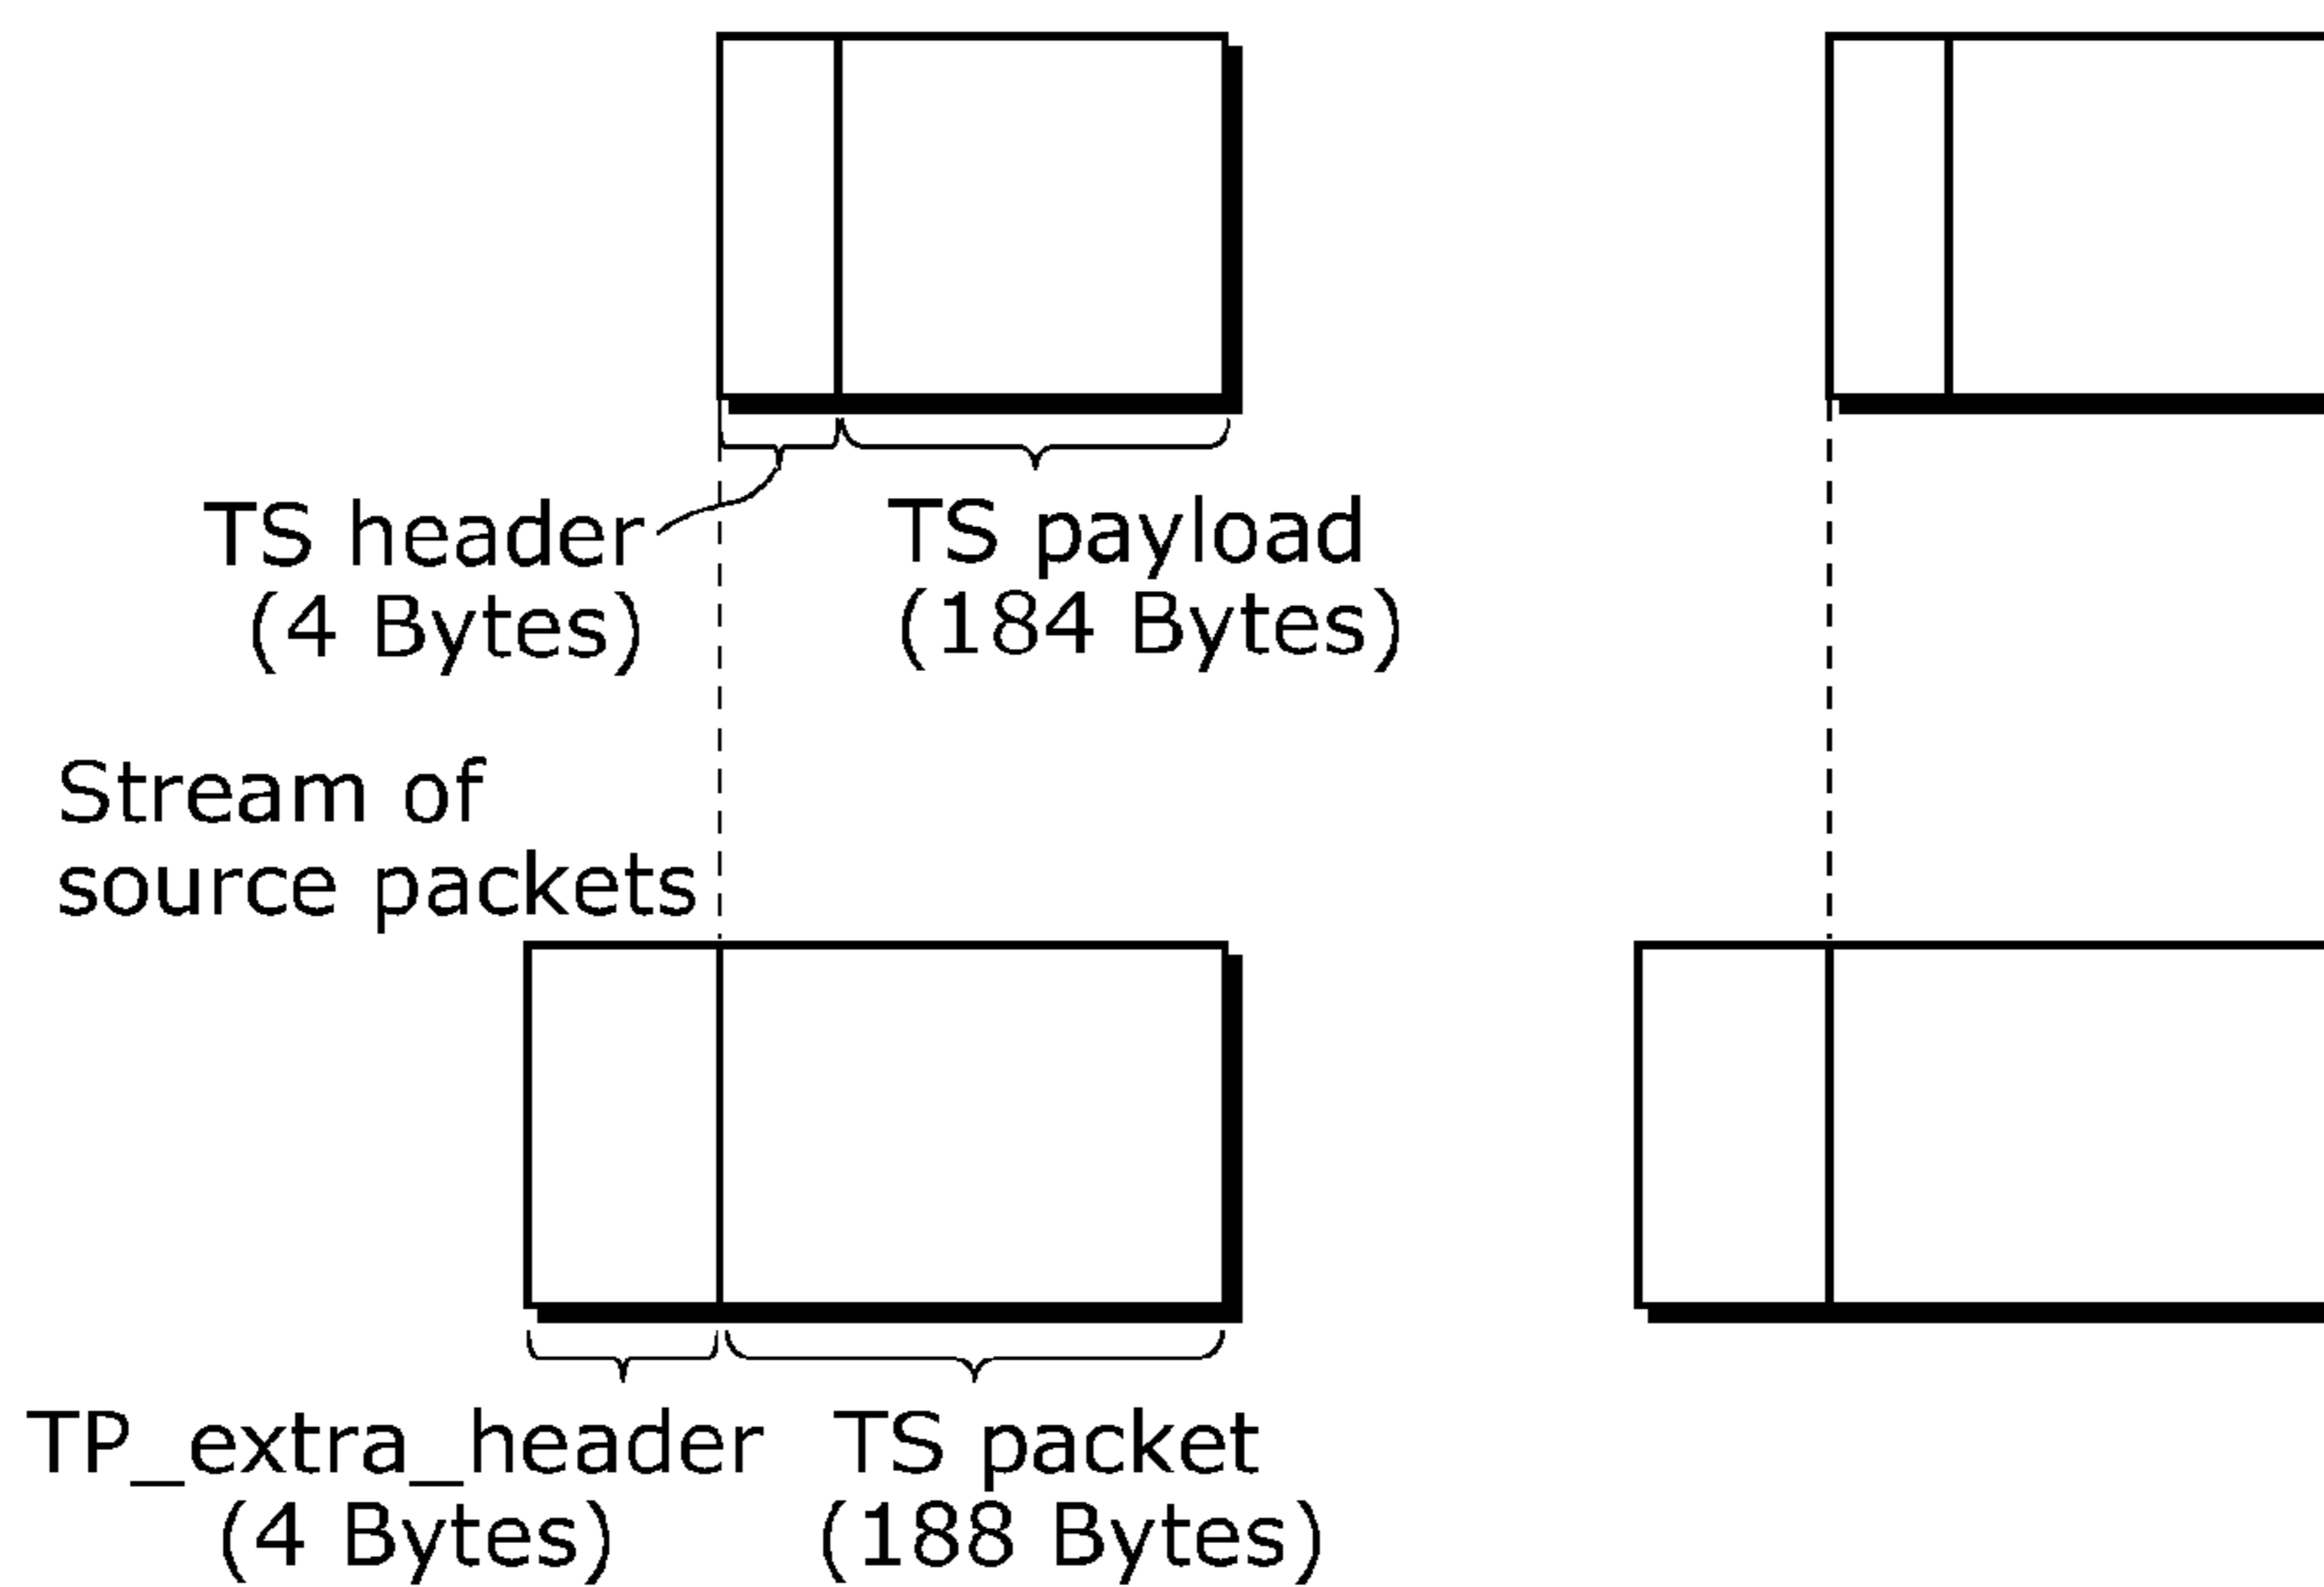 TS header
(4 Bytes)
TS payload
(184 Bytes)
Stream of
source packets
TP_extra_header
(4 Bytes)
TS packet
(188 Bytes)